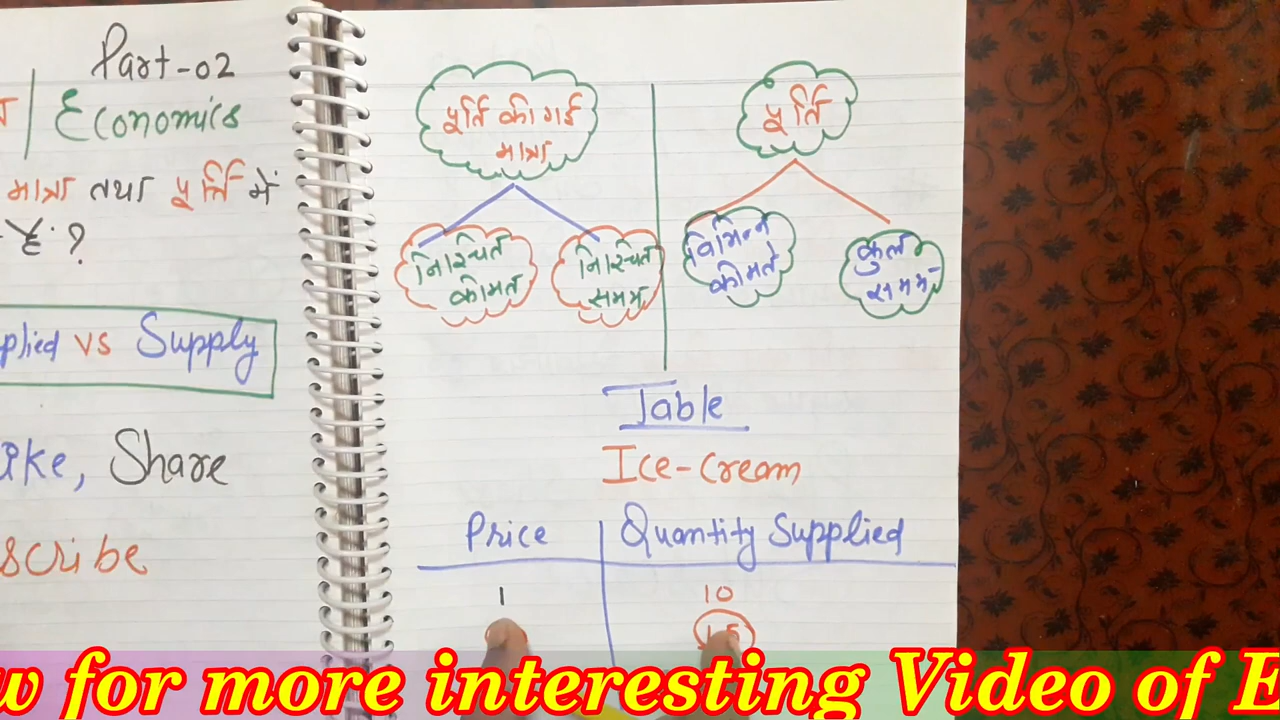 Part-02
Economics
मात्रा तथा पूर्ति में
है ?
plied vs Supply
ike, Share
scribe
पूर्ति की गई
मात्रा
निश्चित
कीमत
निश्चित
समय
पूर्ति
विभिन्न
कीमतें
कुल
समय
Table
Ice-Cream
Price Quantity Supplied
1 10
15
w for more interesting Video of E